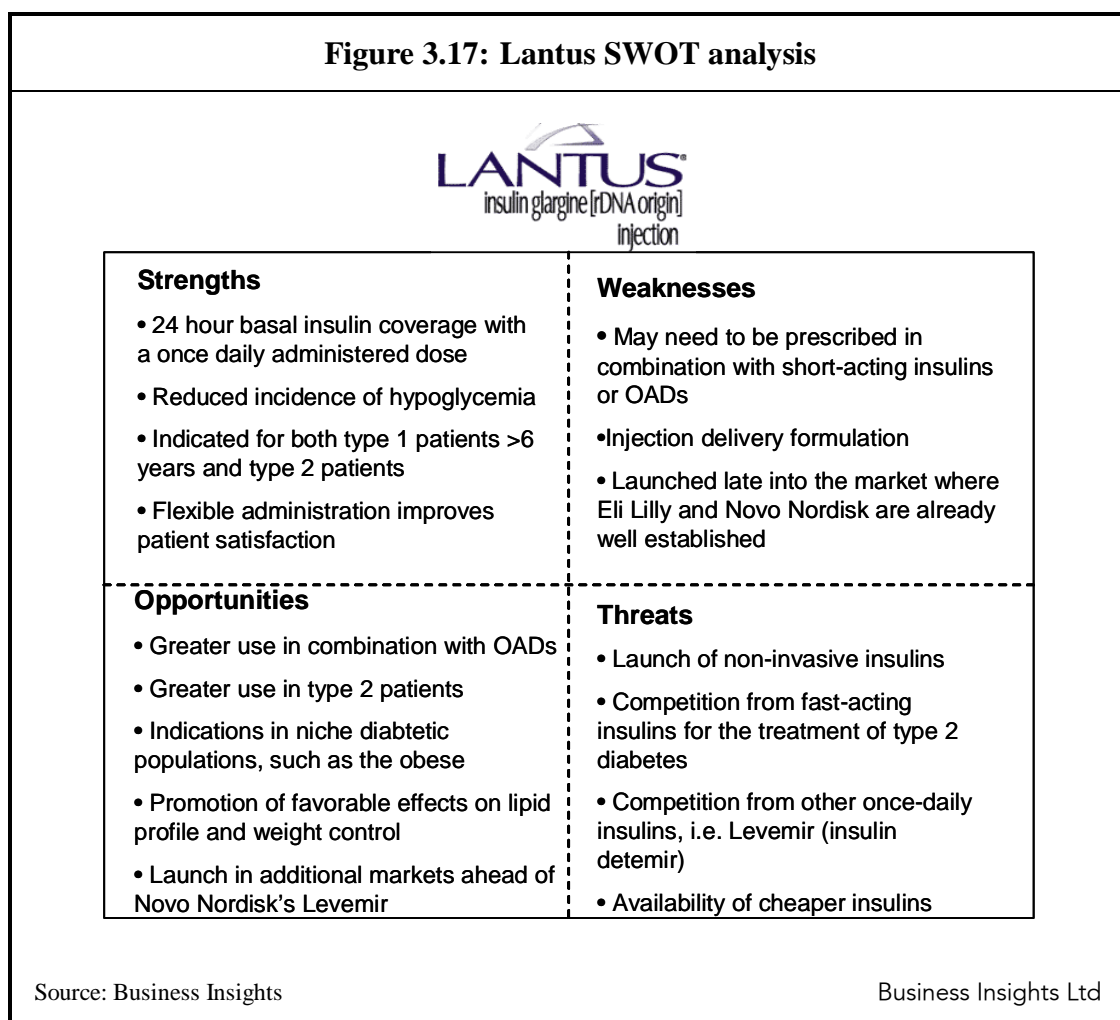 Figure 3.17: Lantus SWOT analysis
LANTUS®
insulin glargine [rDNA origin]
injection
Strengths
• 24 hour basal insulin coverage with
a once daily administered dose
• Reduced incidence of hypoglycemia
• Indicated for both type 1 patients >6
years and type 2 patients
• Flexible administration improves
patient satisfaction
Weaknesses
• May need to be prescribed in
combination with short-acting insulins
or OADs
•Injection delivery formulation
• Launched late into the market where
Eli Lilly and Novo Nordisk are already
well established
Opportunities
• Greater use in combination with OADs
• Greater use in type 2 patients
• Indications in niche diabtetic
populations, such as the obese
• Promotion of favorable effects on lipid
profile and weight control
• Launch in additional markets ahead of
Novo Nordisk's Levemir
Threats
• Launch of non-invasive insulins
• Competition from fast-acting
insulins for the treatment of type 2
diabetes
• Competition from other once-daily
insulins, i.e. Levemir (insulin
detemir)
• Availability of cheaper insulins
Source: Business Insights
Business Insights Ltd